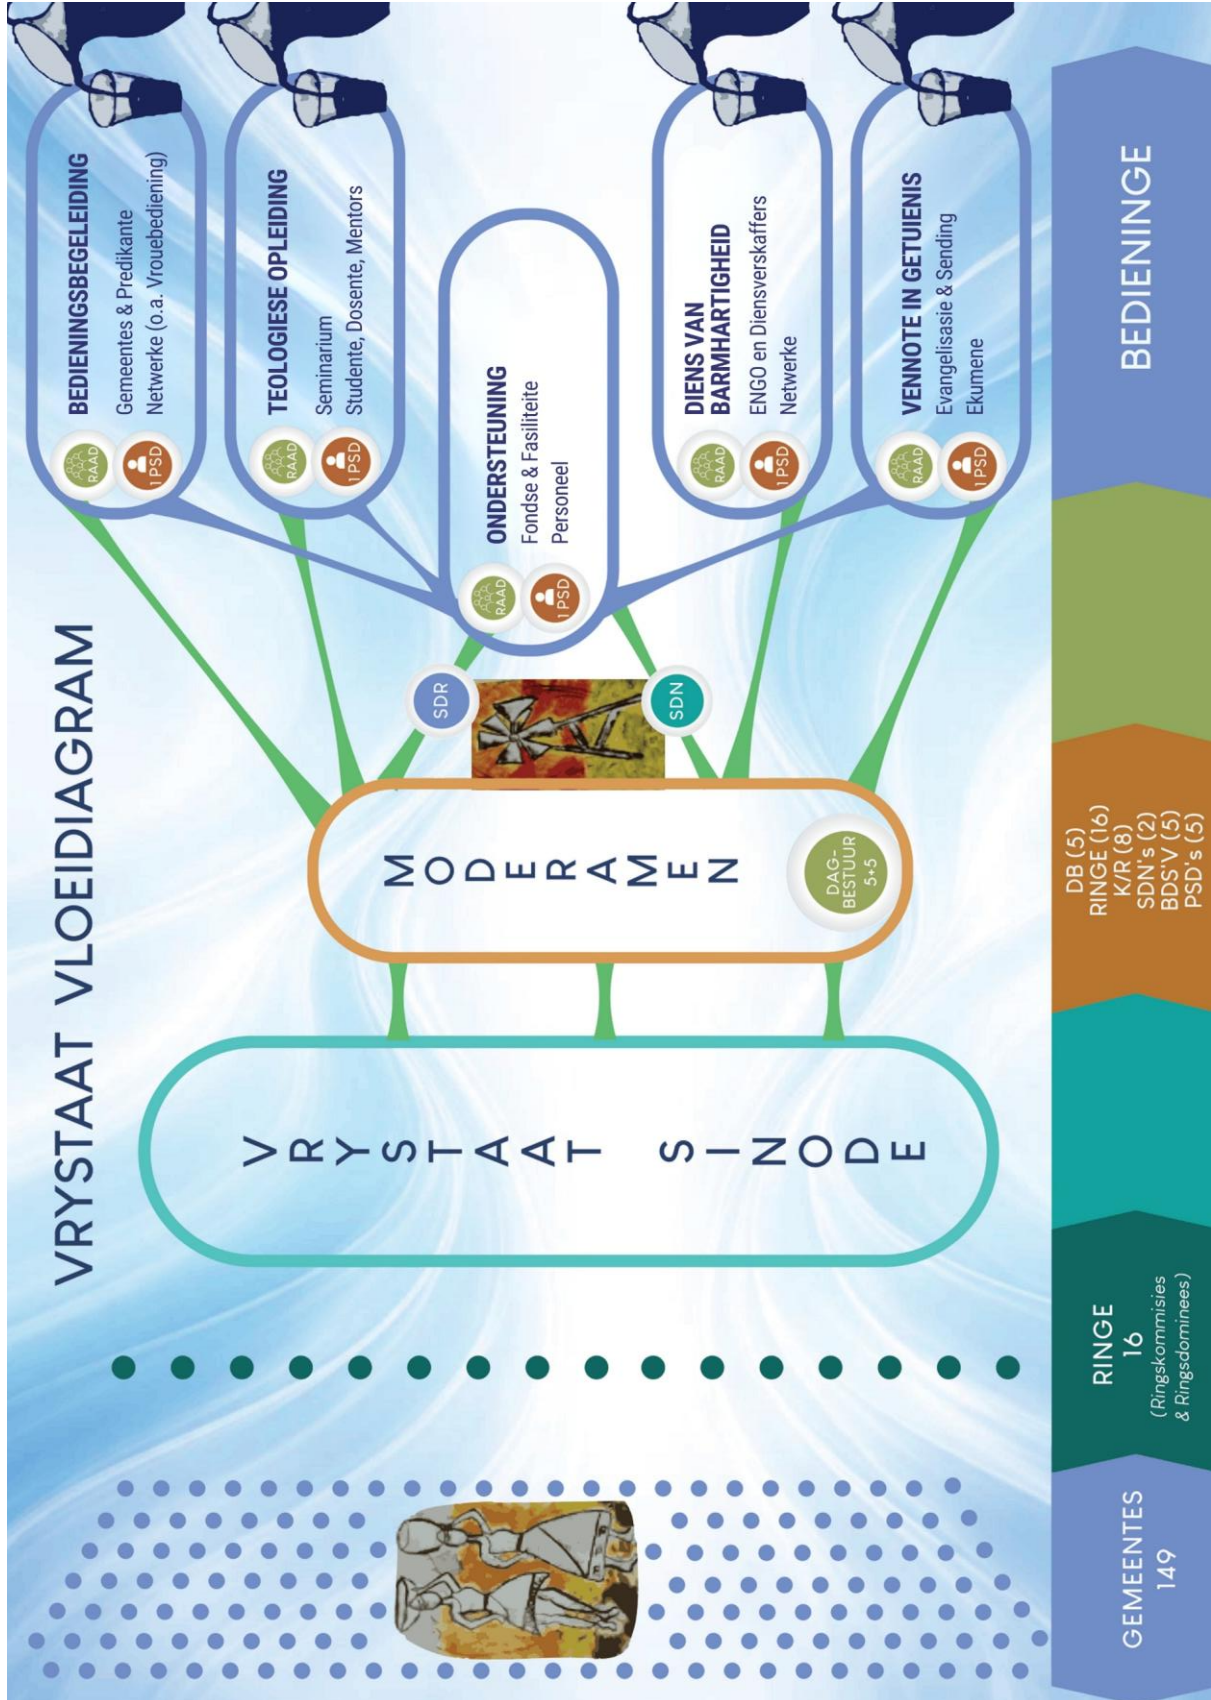 VRYSTAAT VLOEIDIAGRAM
VRYSTAAT SINODE
MODERAMEN
DAG-
BESTUUR
5+5
SDR
SDN
BEDIENINGSBEGELEIDING
Gemeentes & Predikante
Netwerke (o.a. Vrouebediening)
RAAD
1 PSD
TEOLOGIESE OPLEIDING
Seminarium
Studente, Dosente, Mentors
RAAD
1 PSD
ONDERSTEUNING
Fondse & Fasiliteite
Personeel
RAAD
1 PSD
DIENS VAN
BARMHARTIGHEID
ENGO en Diensverskaffers
Netwerke
RAAD
1 PSD
VENNOTE IN GETUIENIS
Evangelisasie & Sending
Ekumene
RAAD
1 PSD
GEMEENTES
149
RINGE
16
(Ringskommisies
& Ringsdominees)
DB (5)
RINGE (16)
K/R (8)
SDN's (2)
BDS'V (5)
PSD's (5)
BEDIENINGE